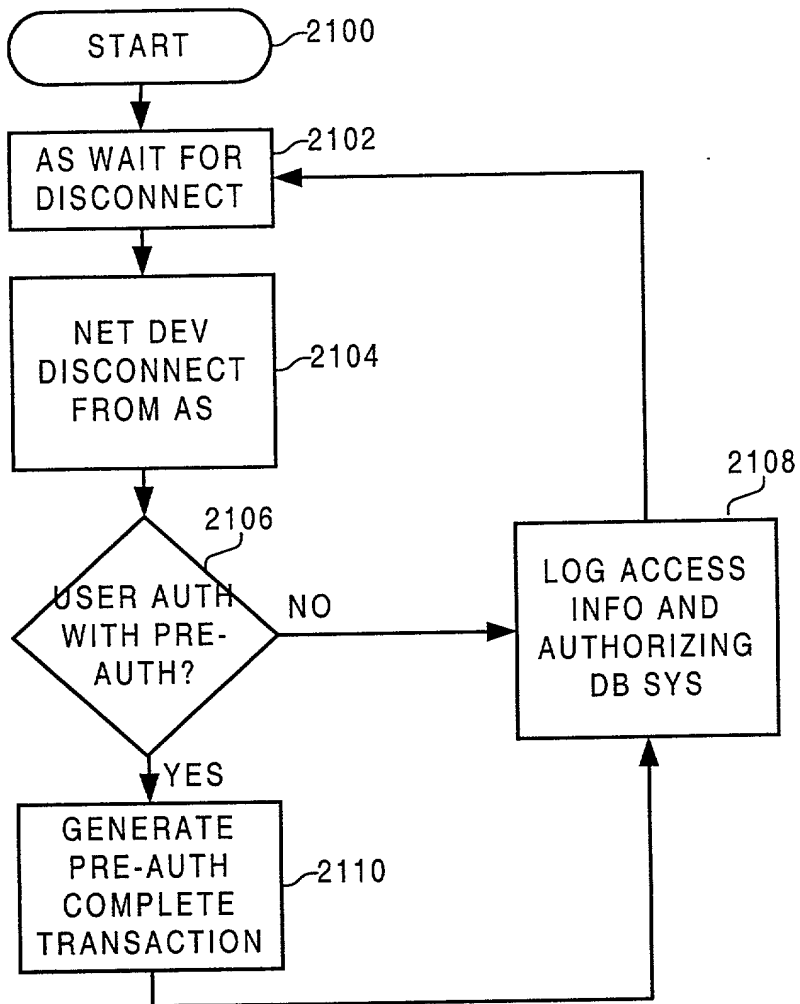 START
2100
AS WAIT FOR
DISCONNECT
2102
NET DEV
DISCONNECT
FROM AS
2104
2106
USER AUTH
WITH PRE-
AUTH?
NO
2108
LOG ACCESS
INFO AND
AUTHORIZING
DB SYS
YES
GENERATE
PRE-AUTH
COMPLETE
TRANSACTION
2110